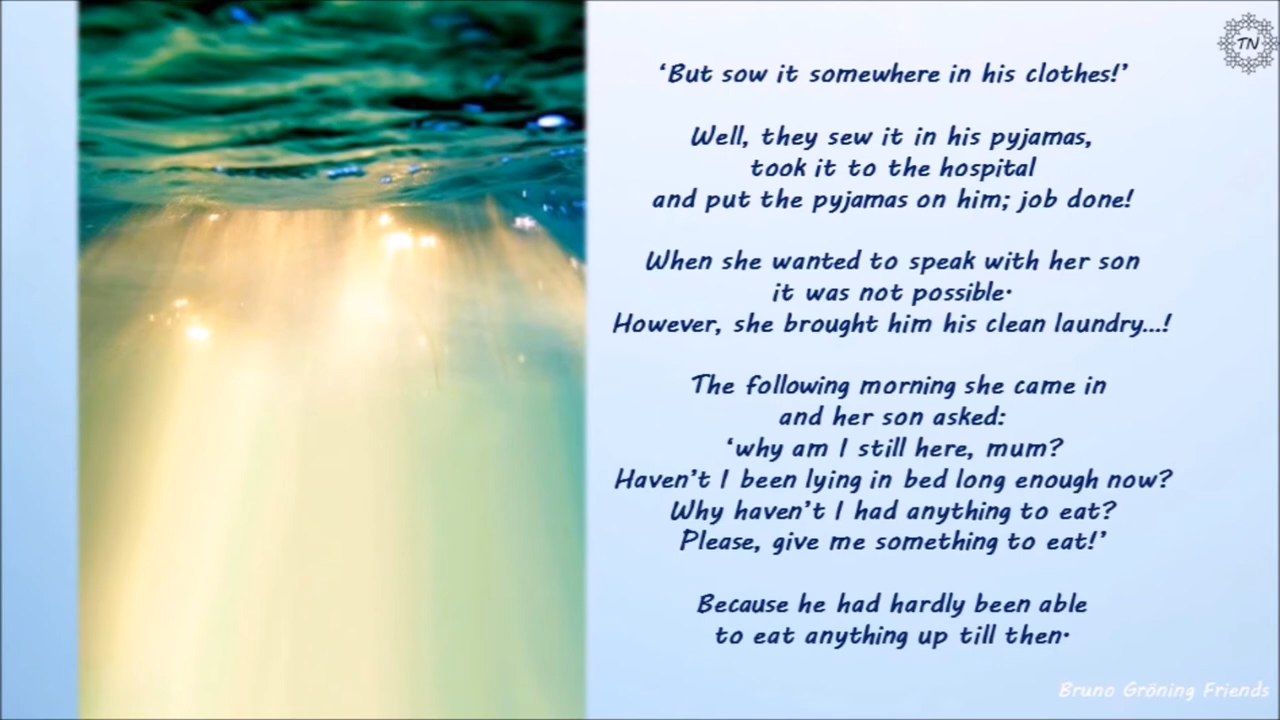 TN
‘But sow it somewhere in his clothes!’
Well, they sew it in his pyjamas,
took it to the hospital
and put the pyjamas on him; job done!
When she wanted to speak with her son
it was not possible·
However, she brought him his clean laundry...!
The following morning she came in
and her son asked:
‘why am I still here, mum?
Haven’t I been lying in bed long enough now?
Why haven’t I had anything to eat?
Please, give me something to eat!’
Because he had hardly been able
to eat anything up till then·
Bruno Gröning Friends